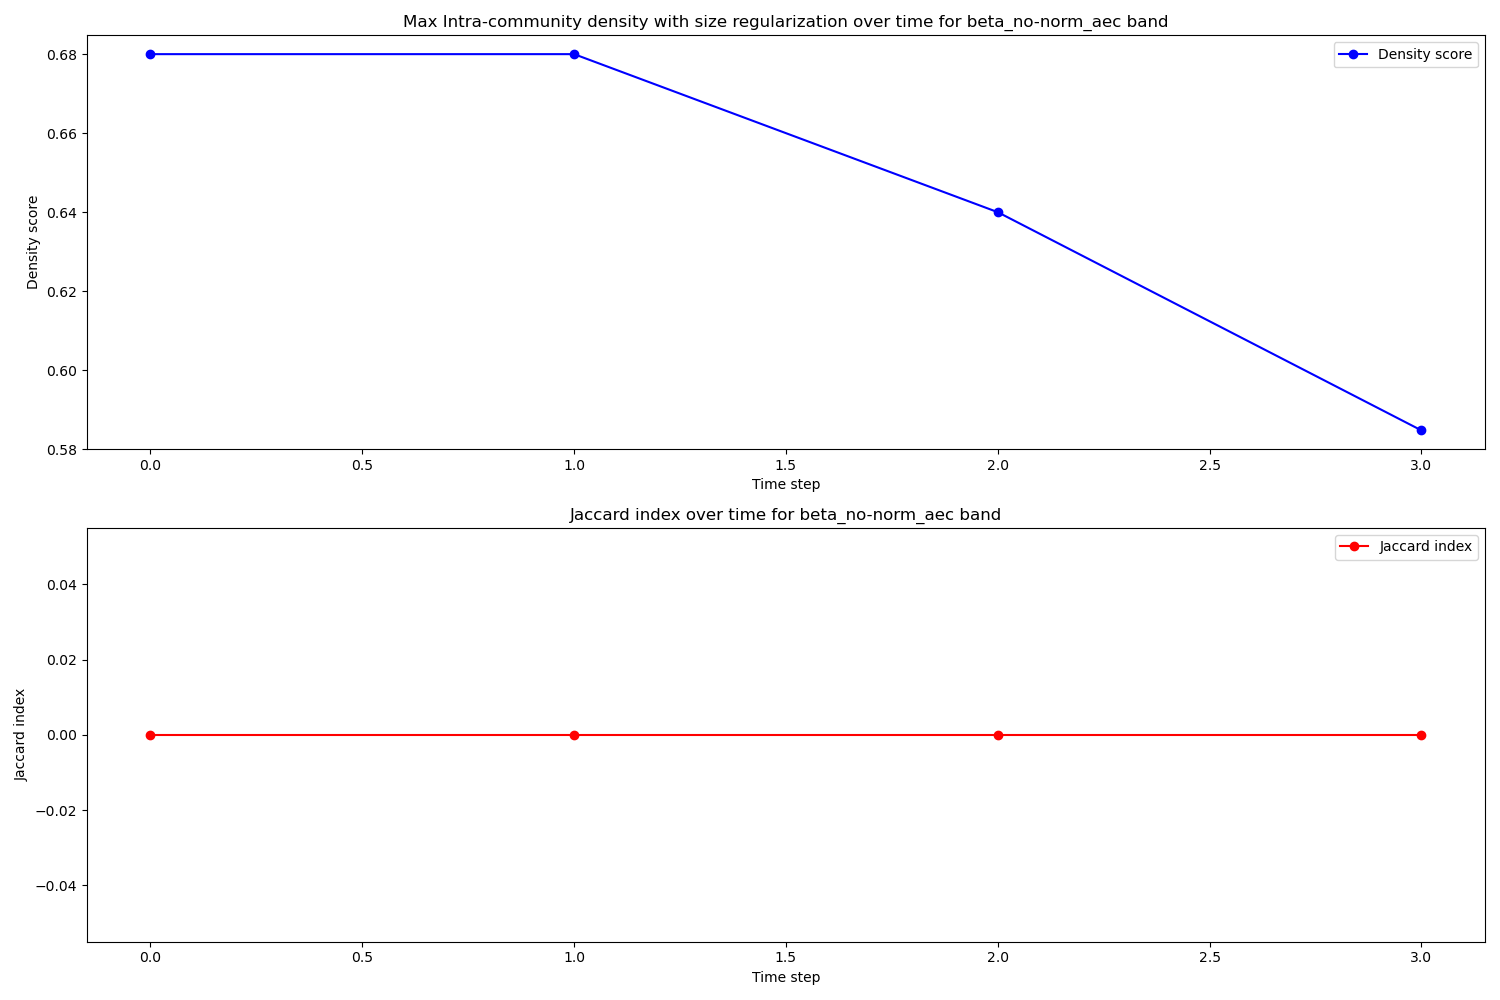 Max Intra-community density with size regularization over time for beta_no-norm_aec band
Density score
0.68
0.66
0.64
0.62
0.60
0.58
Density score
0.0 0.5 1.0 1.5 2.0 2.5 3.0
Time step
Jaccard index over time for beta_no-norm_aec band
Jaccard index
0.04
0.02
0.00
−0.02
−0.04
Jaccard index
0.0 0.5 1.0 1.5 2.0 2.5 3.0
Time step